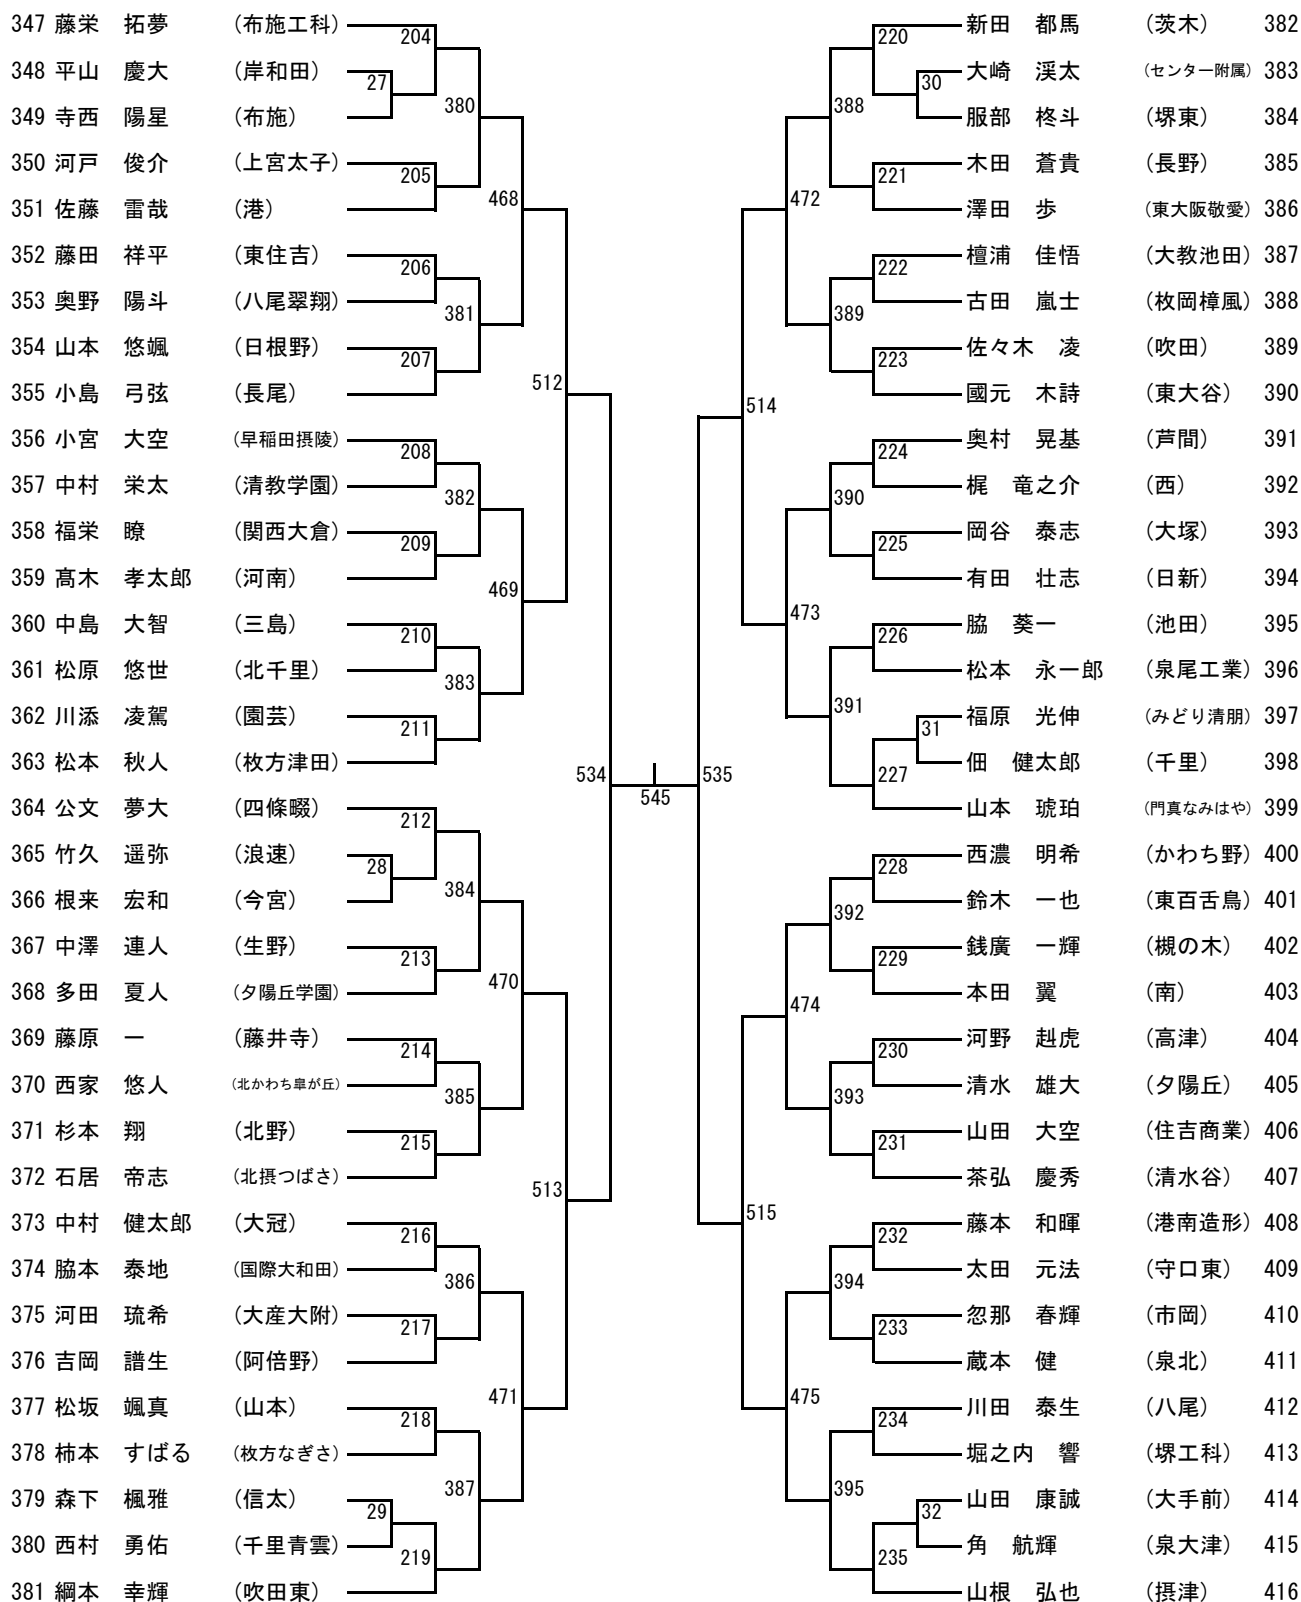 347 藤栄 拓夢 (布施工科)
348 平山 慶大 (岸和田)
349 寺西 陽星 (布施)
350 河戸 俊介 (上宮太子)
351 佐藤 雷哉 (港)
352 藤田 祥平 (東住吉)
353 奥野 陽斗 (八尾翠翔)
354 山本 悠颯 (日根野)
355 小島 弓弦 (長尾)
356 小宮 大空 (早稲田摂陵)
357 中村 栄太 (清教学園)
358 福栄 瞭 (関西大倉)
359 髙木 孝太郎 (河南)
360 中島 大智 (三島)
361 松原 悠世 (北千里)
362 川添 凌駕 (園芸)
363 松本 秋人 (枚方津田)
364 公文 夢大 (四條畷)
365 竹久 遥弥 (浪速)
366 根来 宏和 (今宮)
367 中澤 連人 (生野)
368 多田 夏人 (夕陽丘学園)
369 藤原 一 (藤井寺)
370 西家 悠人 (北かわち皐が丘)
371 杉本 翔 (北野)
372 石居 帝志 (北摂つばさ)
373 中村 健太郎 (大冠)
374 脇本 泰地 (国際大和田)
375 河田 琉希 (大産大附)
376 吉岡 譜生 (阿倍野)
377 松坂 颯真 (山本)
378 柿本 すばる (枚方なぎさ)
379 森下 楓雅 (信太)
380 西村 勇佑 (千里青雲)
381 綱本 幸輝 (吹田東)
204
27
380
205
468
206
381
207
512
208
382
209
469
210
383
211
534
212
28
384
213
470
214
385
215
513
216
386
217
471
218
29
387
219
545
535
220
30
388
221
472
222
389
223
514
224
390
225
473
226
31
391
227
228
392
229
474
230
393
231
515
232
394
233
475
234
395
32
235
新田 都馬 (茨木) 382
大崎 渓太 (センター附属) 383
服部 柊斗 (堺東) 384
木田 蒼貴 (長野) 385
澤田 歩 (東大阪敬愛) 386
檀浦 佳悟 (大教池田) 387
古田 嵐士 (枚岡樟風) 388
佐々木 凌 (吹田) 389
國元 木詩 (東大谷) 390
奥村 晃基 (芦間) 391
梶 竜之介 (西) 392
岡谷 泰志 (大塚) 393
有田 壮志 (日新) 394
脇 葵一 (池田) 395
松本 永一郎 (泉尾工業) 396
福原 光伸 (みどり清朋) 397
佃 健太郎 (千里) 398
山本 琥珀 (門真なみはや) 399
西濃 明希 (かわち野) 400
鈴木 一也 (東百舌鳥) 401
銭廣 一輝 (槻の木) 402
本田 翼 (南) 403
河野 赳虎 (高津) 404
清水 雄大 (夕陽丘) 405
山田 大空 (住吉商業) 406
茶弘 慶秀 (清水谷) 407
藤本 和暉 (港南造形) 408
太田 元法 (守口東) 409
忽那 春輝 (市岡) 410
蔵本 健 (泉北) 411
川田 泰生 (八尾) 412
堀之内 響 (堺工科) 413
山田 康誠 (大手前) 414
角 航輝 (泉大津) 415
山根 弘也 (摂津) 416